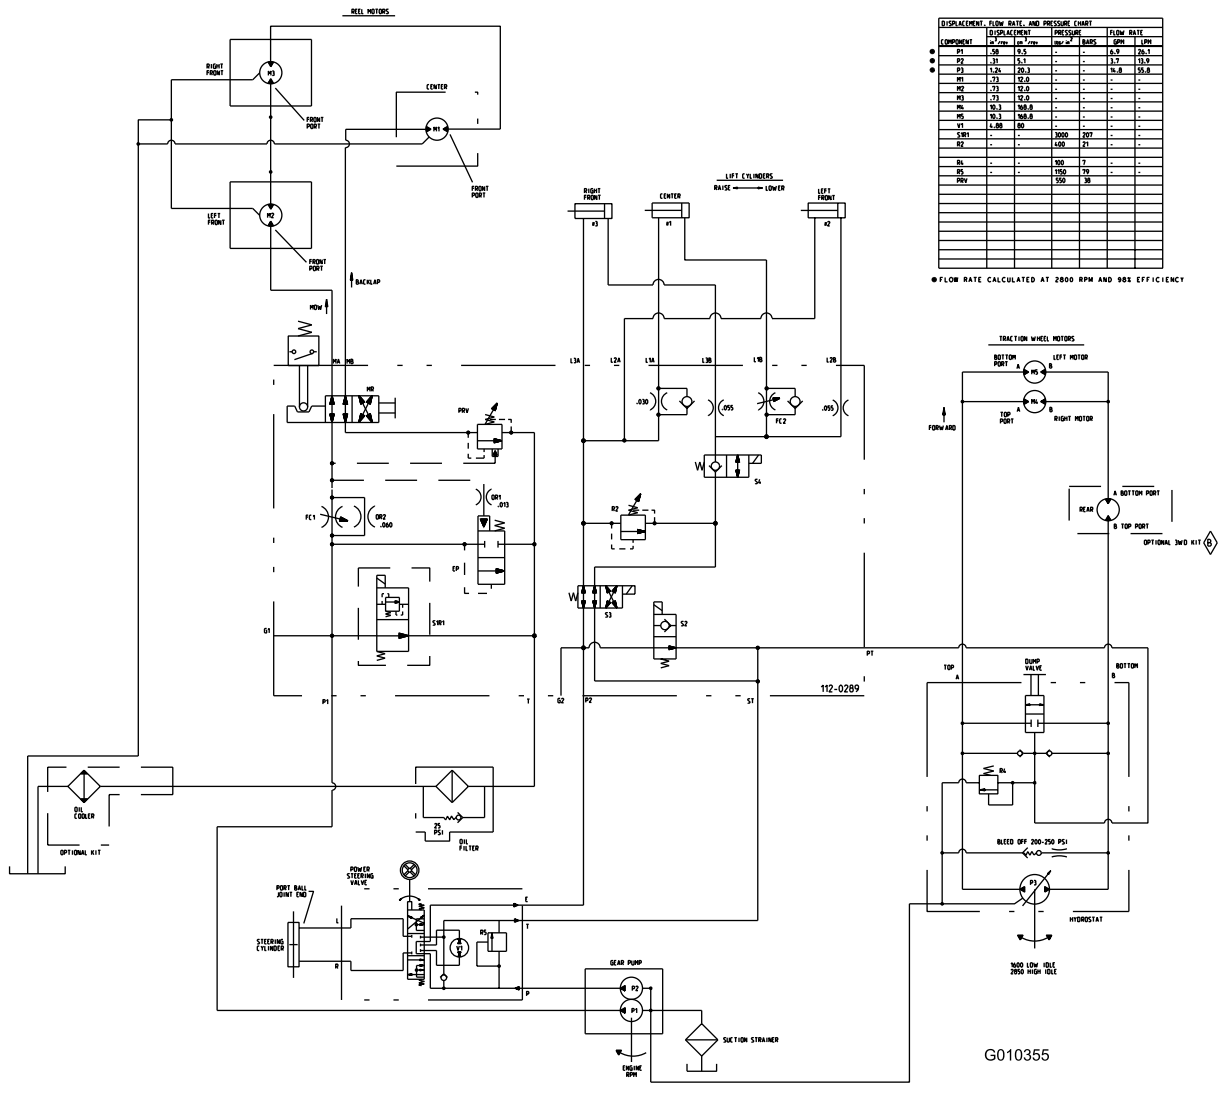 REEL MOTORS
RIGHT FRONT
M3
FRONT PORT
CENTER
M1
FRONT PORT
LEFT FRONT
M2
FRONT PORT
BACKLAP
MOW
LIFT CYLINDERS
RAISE LOWER
RIGHT FRONT
#3
CENTER
#1
LEFT FRONT
#2
DISPLACEMENT, FLOW RATE, AND PRESSURE CHART
DISPLACEMENT PRESSURE FLOW RATE
COMPONENT in³/rev cm³/rev lbs/in² BARS GPM LPM
P1 .58 9.5 - - 6.9 26.1
P2 .31 5.1 - - 3.7 13.9
P3 1.24 20.3 - - 14.8 55.8
M1 .73 12.0 - - - -
M2 .73 12.0 - - - -
M3 .73 12.0 - - - -
M4 10.3 168.8 - - - -
M5 10.3 168.8 - - - -
V1 4.88 80 - - - -
S1R1 - - 3000 207 - -
R2 - - 400 21 - -
R4 - - 100 7 - -
R5 - - 1150 79 - -
PRV 550 38
● FLOW RATE CALCULATED AT 2800 RPM AND 98% EFFICIENCY
MA MB
L3A L2A L1A L3B L1B L2B
MR
PRV
.030
.055
FC2
.055
S4
OR1
.013
FC1
OR2
.060
EP
R2
S3
S2
S1R1
G1
P1
T
G2
P2
ST
PT
112-0289
TRACTION WHEEL MOTORS
BOTTOM PORT
LEFT MOTOR
A B
M5
M4
TOP PORT
A B
RIGHT MOTOR
FORWARD
A BOTTOM PORT
REAR
B TOP PORT
OPTIONAL 3WD KIT B
TOP
A
DUMP VALVE
BOTTOM
B
R4
BLEED OFF 200-250 PSI
P3
HYDROSTAT
1600 LOW IDLE
2850 HIGH IDLE
OIL COOLER
OPTIONAL KIT
25 PSI
OIL FILTER
POWER STEERING VALVE
PORT BALL JOINT END
L
R
STEERING CYLINDER
V1
R5
E
T
P
GEAR PUMP
P2
P1
ENGINE RPM
SUCTION STRAINER
G010355